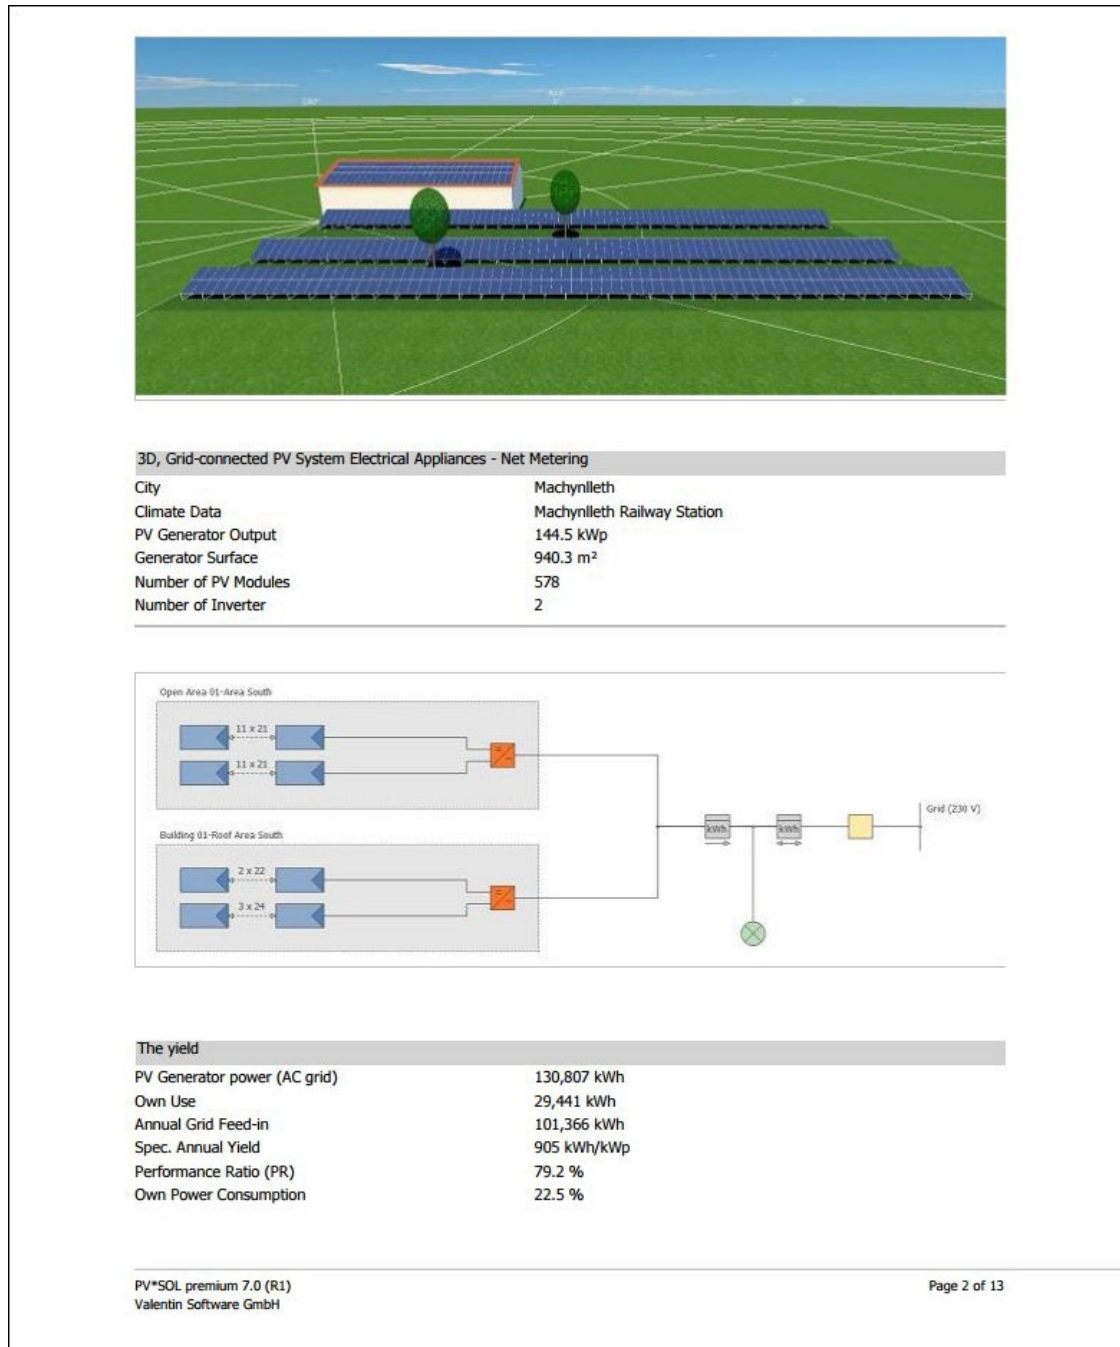 3D, Grid-connected PV System Electrical Appliances - Net Metering
City Machynlleth
Climate Data Machynlleth Railway Station
PV Generator Output 144.5 kWp
Generator Surface 940.3 m²
Number of PV Modules 578
Number of Inverter 2
Open Area 01-Area South
11 x 21
11 x 21
Grid (230 V)
kWh kWh
Building 01-Roof Area South
2 x 22
3 x 24
The yield
PV Generator power (AC grid) 130,807 kWh
Own Use 29,441 kWh
Annual Grid Feed-in 101,366 kWh
Spec. Annual Yield 905 kWh/kWp
Performance Ratio (PR) 79.2 %
Own Power Consumption 22.5 %
PV*SOL premium 7.0 (R1) Page 2 of 13
Valentin Software GmbH